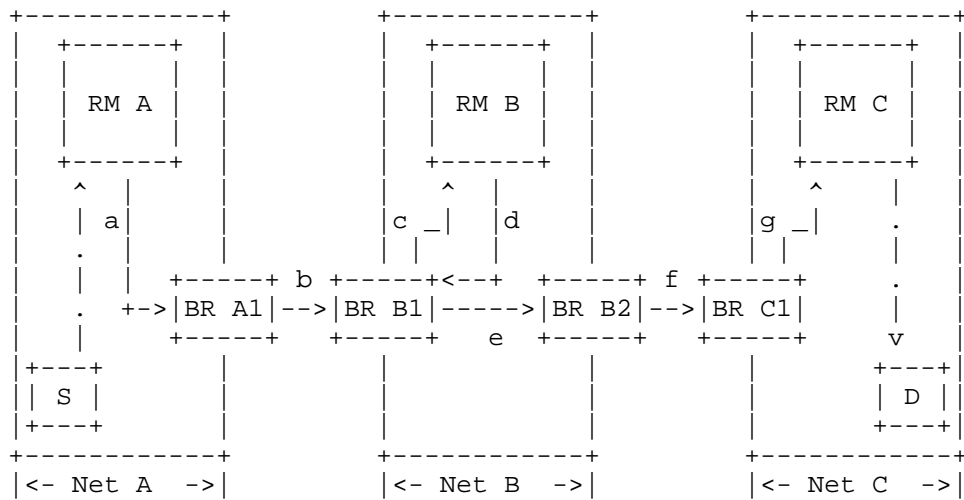 RM A RM B RM C
a c d g
b f
BR A1 BR B1 BR B2 BR C1
e
S D
<- Net A -> <- Net B -> <- Net C ->